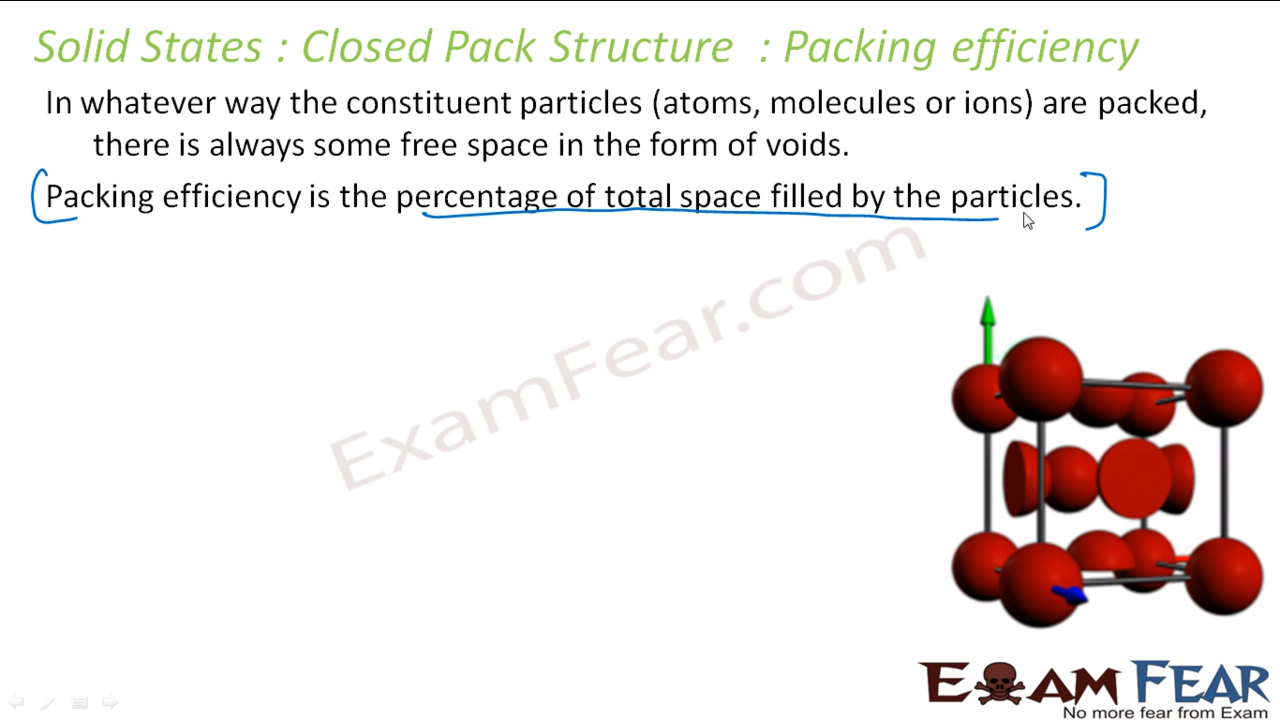 Solid States : Closed Pack Structure : Packing efficiency
In whatever way the constituent particles (atoms, molecules or ions) are packed,
there is always some free space in the form of voids.
Packing efficiency is the percentage of total space filled by the particles.
ExamFear.com
EXAM FEAR
No more fear from Exam